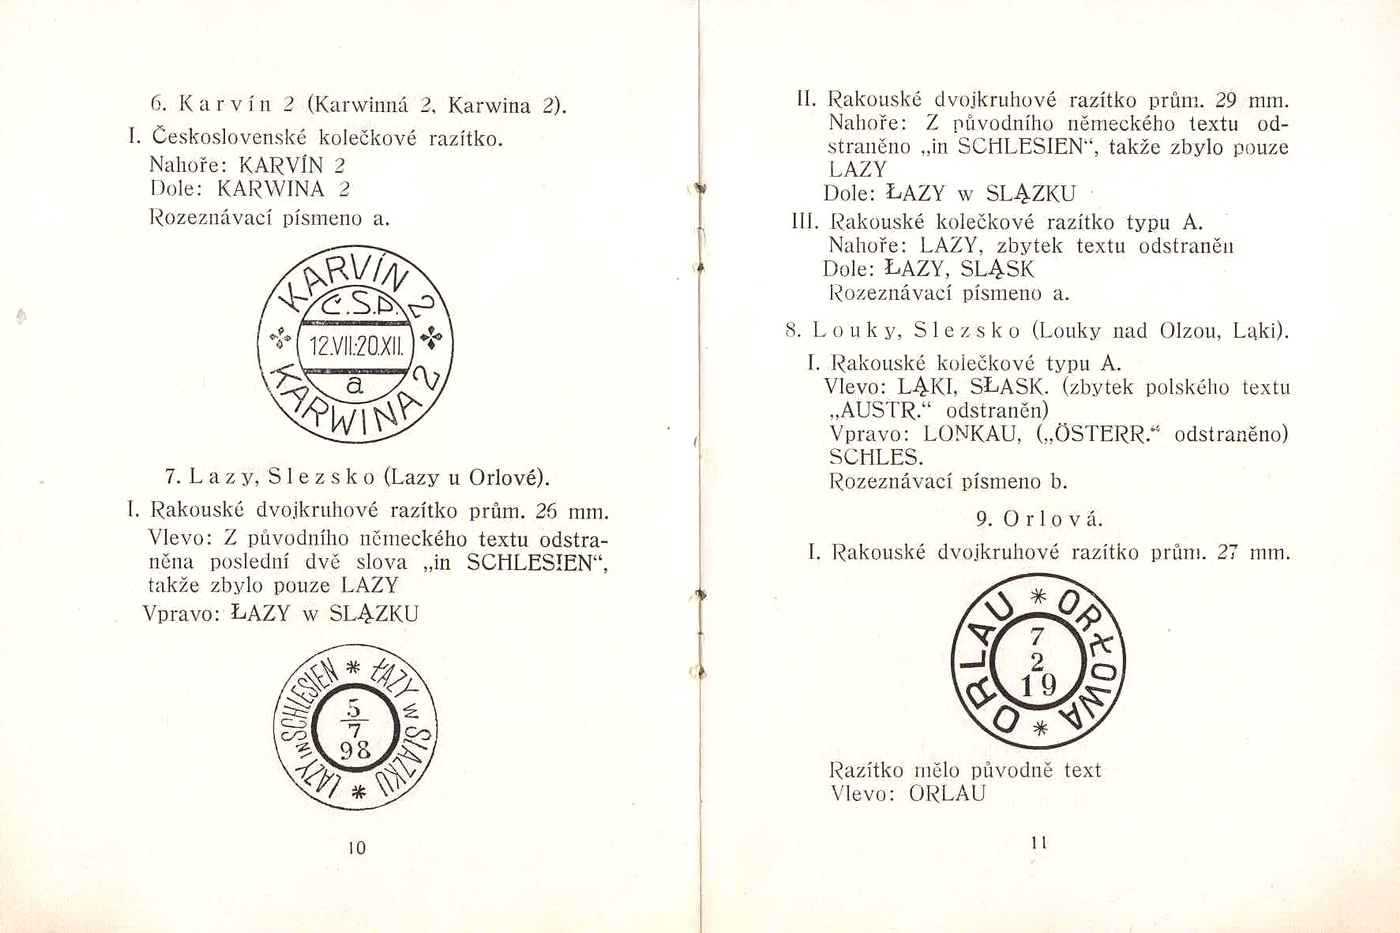 6. Karvín 2 (Karwinná 2, Karwina 2).
I. Československé kolečkové razítko.
Nahoře: KARVÍN 2
Dole: KARWINA 2
Rozeznávací písmeno a.
KARVÍN 2
Č.S.P.
12.VII.-20.XII.
a
KARWINA 2
7. Lazy, Slezsko (Lazy u Orlové).
I. Rakouské dvojkruhové razítko prům. 26 mm.
Vlevo: Z původního německého textu odstra-
něna poslední dvě slova „in SCHLESIEN“,
takže zbylo pouze LAZY
Vpravo: ŁAZY w SLĄZKU
LAZY IN SCHLESIEN * ŁAZY w SLĄZKU *
5
7
98
10
II. Rakouské dvojkruhové razítko prům. 29 mm.
Nahoře: Z původního německého textu od-
straněno „in SCHLESIEN“, takže zbylo pouze
LAZY
Dole: ŁAZY w SLĄZKU
III. Rakouské kolečkové razítko typu A.
Nahoře: LAZY, zbytek textu odstraněn
Dole: ŁAZY, SLĄSK
Rozeznávací písmeno a.
8. Louky, Slezsko (Louky nad Olzou, Ląki).
I. Rakouské kolečkové typu A.
Vlevo: LĄKI, SŁASK. (zbytek polského textu
„AUSTR.“ odstraněn)
Vpravo: LONKAU, („ÖSTERR.“ odstraněno)
SCHLES.
Rozeznávací písmeno b.
9. Orlová.
I. Rakouské dvojkruhové razítko prům. 27 mm.
ORLAU * ORŁOWA *
7
2
19
Razítko mělo původně text
Vlevo: ORLAU
11